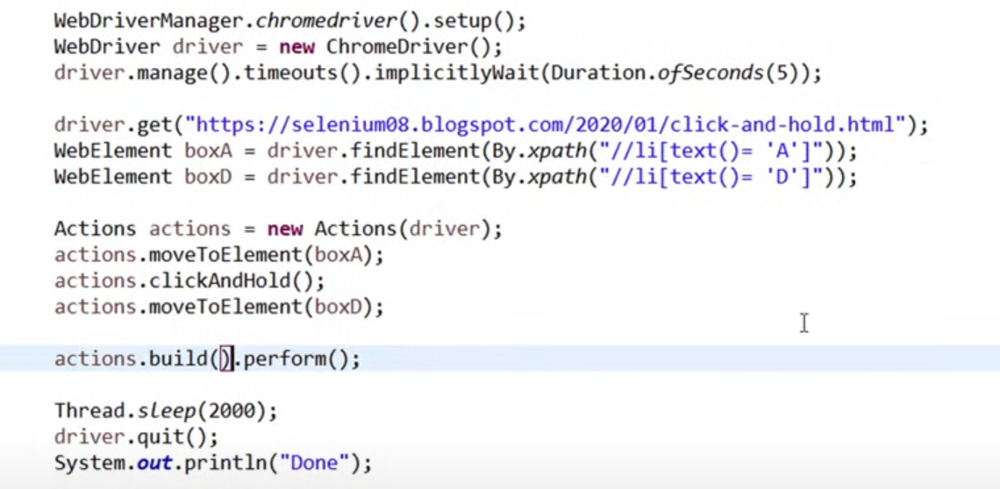 WebDriverManager.chromedriver().setup();
WebDriver driver = new ChromeDriver();
driver.manage().timeouts().implicitlyWait(Duration.ofSeconds(5));
driver.get("https://selenium08.blogspot.com/2020/01/click-and-hold.html");
WebElement boxA = driver.findElement(By.xpath("//li[text()= 'A']"));
WebElement boxD = driver.findElement(By.xpath("//li[text()= 'D']"));
Actions actions = new Actions(driver);
actions.moveToElement(boxA);
actions.clickAndHold();
actions.moveToElement(boxD);
actions.build().perform();
Thread.sleep(2000);
driver.quit();
System.out.println("Done");